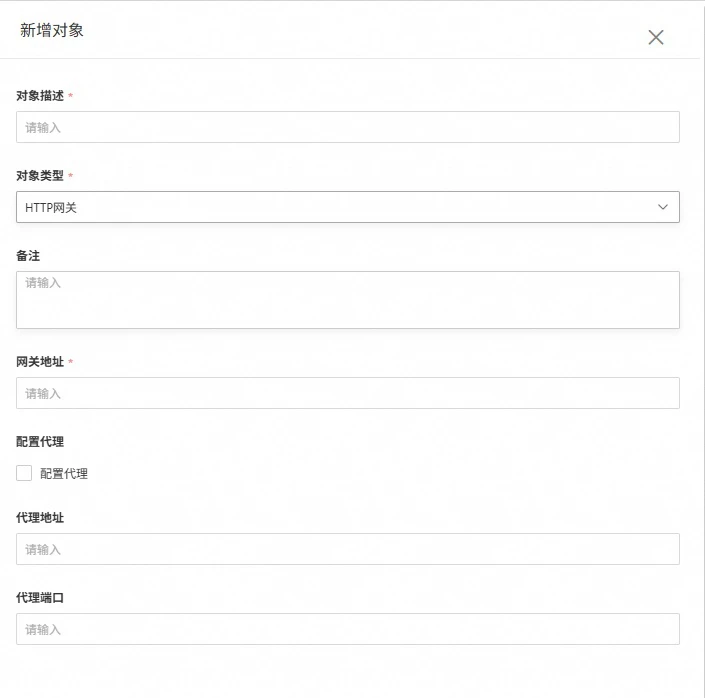 新增对象
对象描述 *
请输入
对象类型 *
HTTP网关
备注
请输入
网关地址 *
请输入
配置代理
配置代理
代理地址
请输入
代理端口
请输入